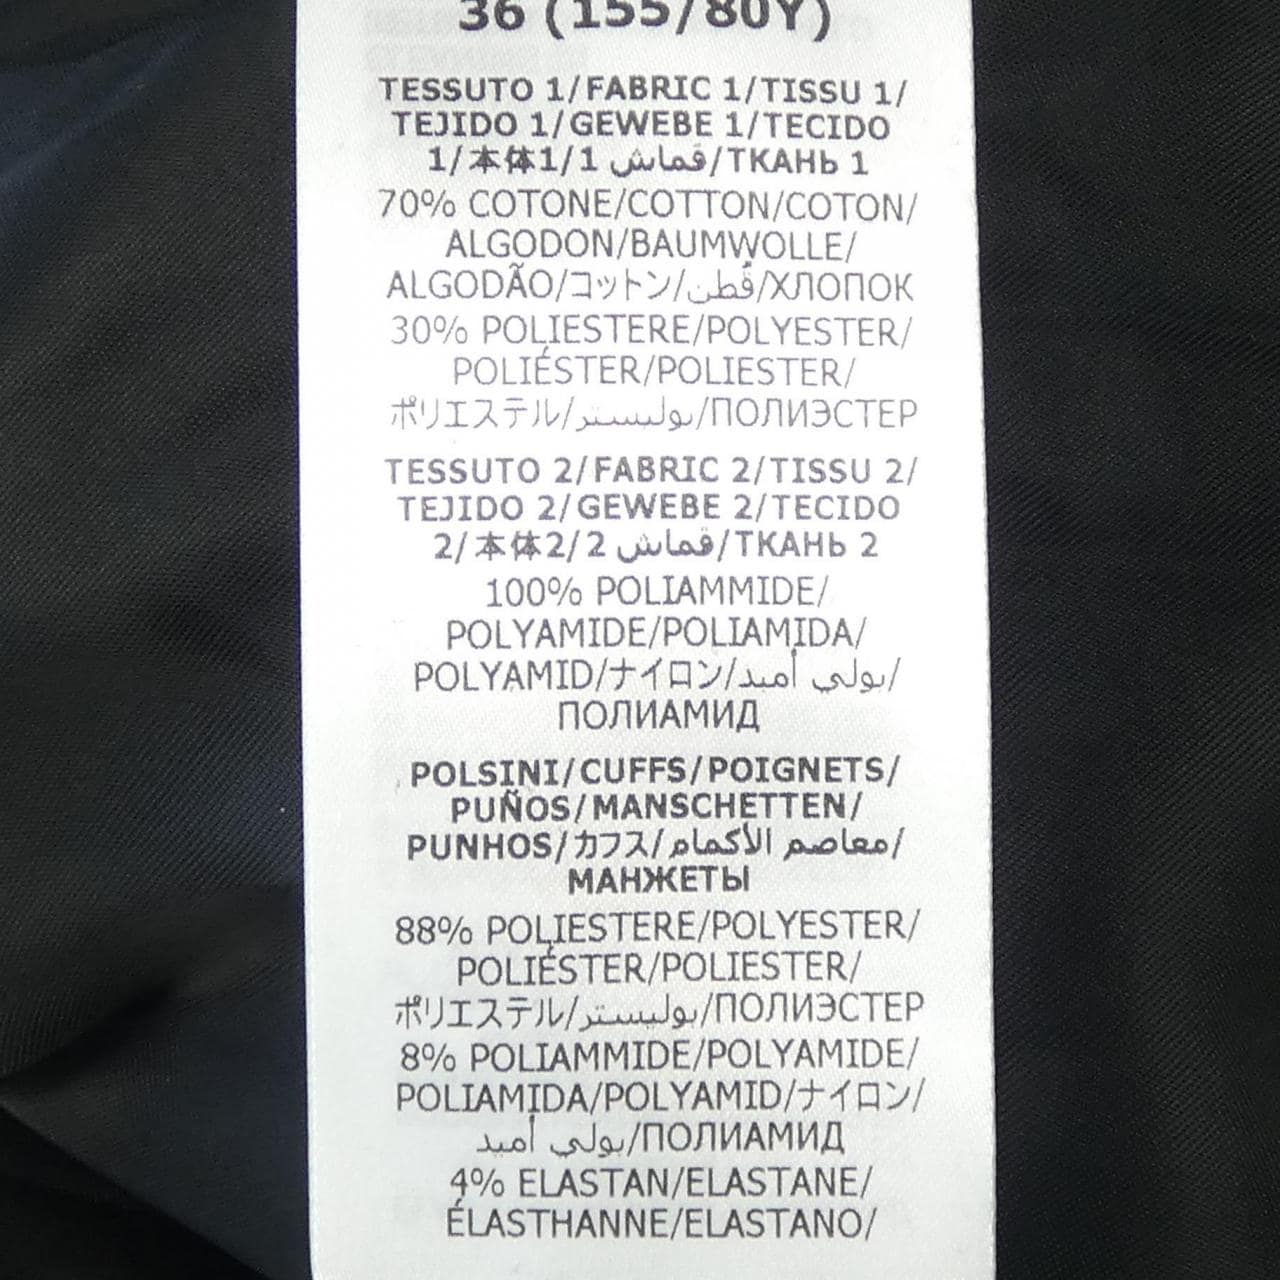 36 (155/80Y)
TESSUTO 1/FABRIC 1/TISSU 1/
TEJIDO 1/GEWEBE 1/TECIDO
1/本体1/1 قماش/ТКАНЬ 1
70% COTONE/COTTON/COTON/
ALGODON/BAUMWOLLE/
ALGODÃO/コットン/قُطن/ХЛОПОК
30% POLIESTERE/POLYESTER/
POLIÉSTER/POLIESTER/
ポリエステル/بوليستر/ПОЛИЭСТЕР
TESSUTO 2/FABRIC 2/TISSU 2/
TEJIDO 2/GEWEBE 2/TECIDO
2/本体2/2 قماش/ТКАНЬ 2
100% POLIAMMIDE/
POLYAMIDE/POLIAMIDA/
POLYAMID/ナイロン/بولي أميد/
ПОЛИАМИД
POLSINI/CUFFS/POIGNETS/
PUÑOS/MANSCHETTEN/
PUNHOS/カフス/معاصم الأكمام/
МАНЖЕТЫ
88% POLIESTERE/POLYESTER/
POLIÉSTER/POLIESTER/
ポリエステル/بوليستر/ПОЛИЭСТЕР
8% POLIAMMIDE/POLYAMIDE/
POLIAMIDA/POLYAMID/ナイロン/
بولي أميد/ПОЛИАМИД
4% ELASTAN/ELASTANE/
ÉLASTHANNE/ELASTANO/